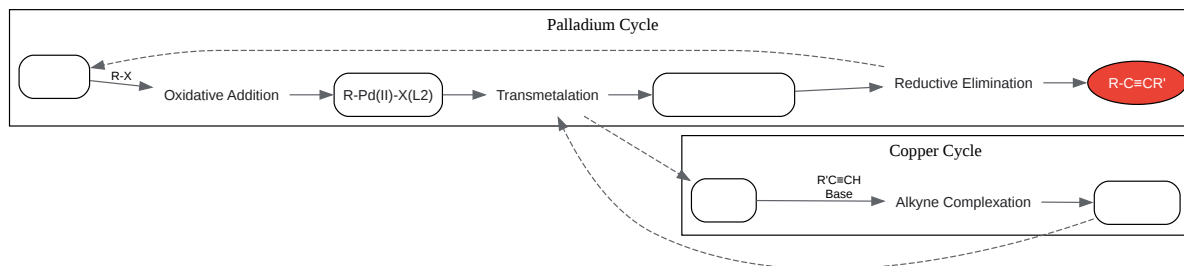 Palladium Cycle
R-X
Oxidative Addition
R-Pd(II)-X(L2)
Transmetalation
Reductive Elimination
R-C≡CR'
Copper Cycle
R'C≡CH
Base
Alkyne Complexation